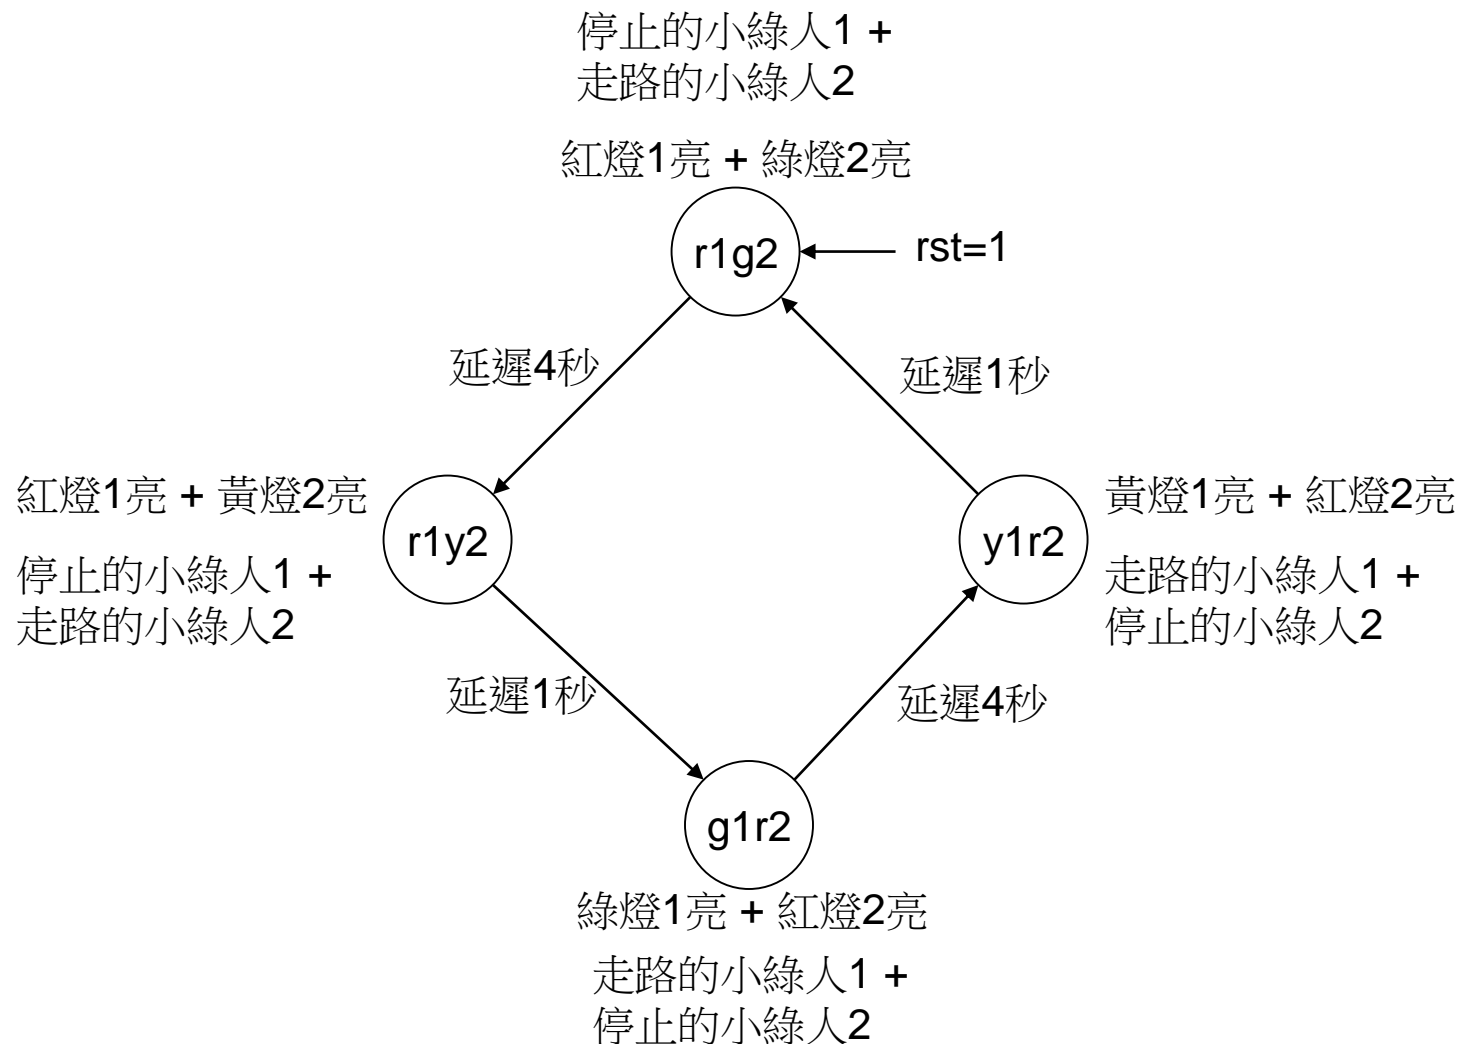 停止的小綠人1 +
走路的小綠人2
紅燈1亮 + 綠燈2亮
r1g2
rst=1
延遲4秒
延遲1秒
紅燈1亮 + 黃燈2亮
停止的小綠人1 +
走路的小綠人2
r1y2
y1r2
黃燈1亮 + 紅燈2亮
走路的小綠人1 +
停止的小綠人2
延遲1秒
延遲4秒
g1r2
綠燈1亮 + 紅燈2亮
走路的小綠人1 +
停止的小綠人2